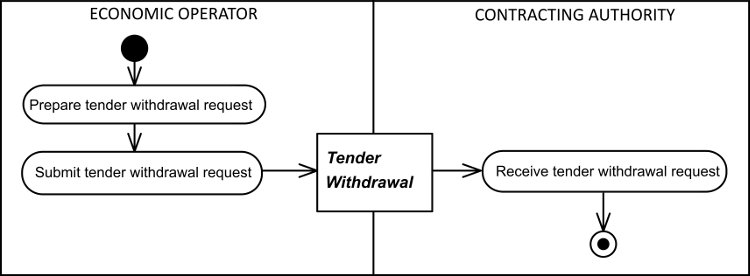 ECONOMIC OPERATOR
CONTRACTING AUTHORITY
Prepare tender withdrawal request
Submit tender withdrawal request
Tender
Withdrawal
Receive tender withdrawal request